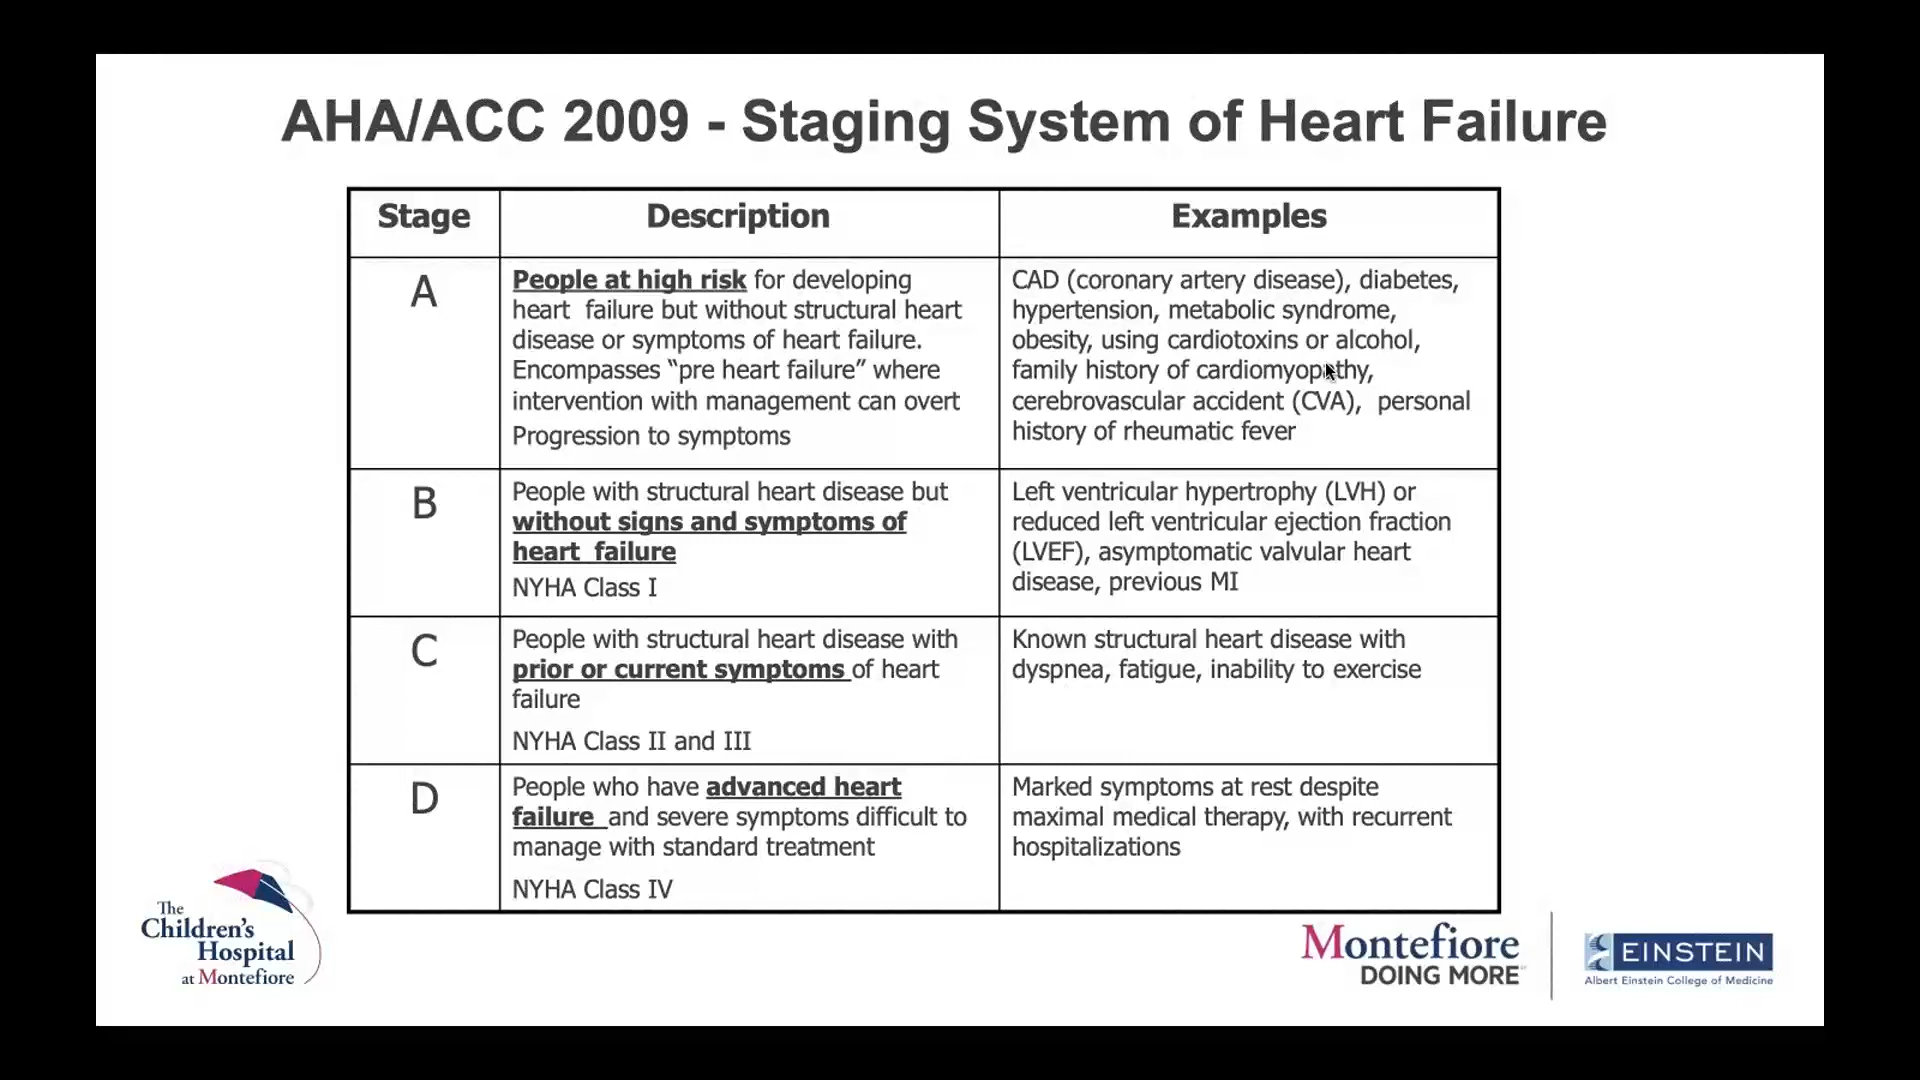 AHA/ACC 2009 - Staging System of Heart Failure
Stage
Description
Examples
A
People at high risk for developing
heart failure but without structural heart
disease or symptoms of heart failure.
Encompasses “pre heart failure” where
intervention with management can overt
Progression to symptoms
CAD (coronary artery disease), diabetes,
hypertension, metabolic syndrome,
obesity, using cardiotoxins or alcohol,
family history of cardiomyopathy,
cerebrovascular accident (CVA), personal
history of rheumatic fever
B
People with structural heart disease but
without signs and symptoms of
heart failure
NYHA Class I
Left ventricular hypertrophy (LVH) or
reduced left ventricular ejection fraction
(LVEF), asymptomatic valvular heart
disease, previous MI
C
People with structural heart disease with
prior or current symptoms of heart
failure
NYHA Class II and III
Known structural heart disease with
dyspnea, fatigue, inability to exercise
D
People who have advanced heart
failure and severe symptoms difficult to
manage with standard treatment
NYHA Class IV
Marked symptoms at rest despite
maximal medical therapy, with recurrent
hospitalizations
The
Children's
Hospital
at Montefiore
Montefiore
DOING MORE
EINSTEIN
Albert Einstein College of Medicine